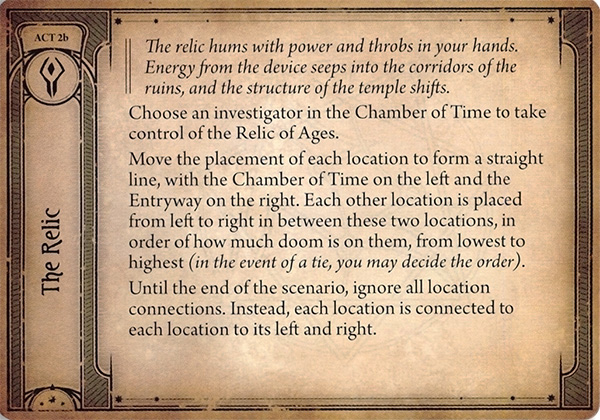 ACT 2b
The Relic
The relic hums with power and throbs in your hands.
Energy from the device seeps into the corridors of the
ruins, and the structure of the temple shifts.
Choose an investigator in the Chamber of Time to take
control of the Relic of Ages.
Move the placement of each location to form a straight
line, with the Chamber of Time on the left and the
Entryway on the right. Each other location is placed
from left to right in between these two locations, in
order of how much doom is on them, from lowest to
highest (in the event of a tie, you may decide the order).
Until the end of the scenario, ignore all location
connections. Instead, each location is connected to
each location to its left and right.